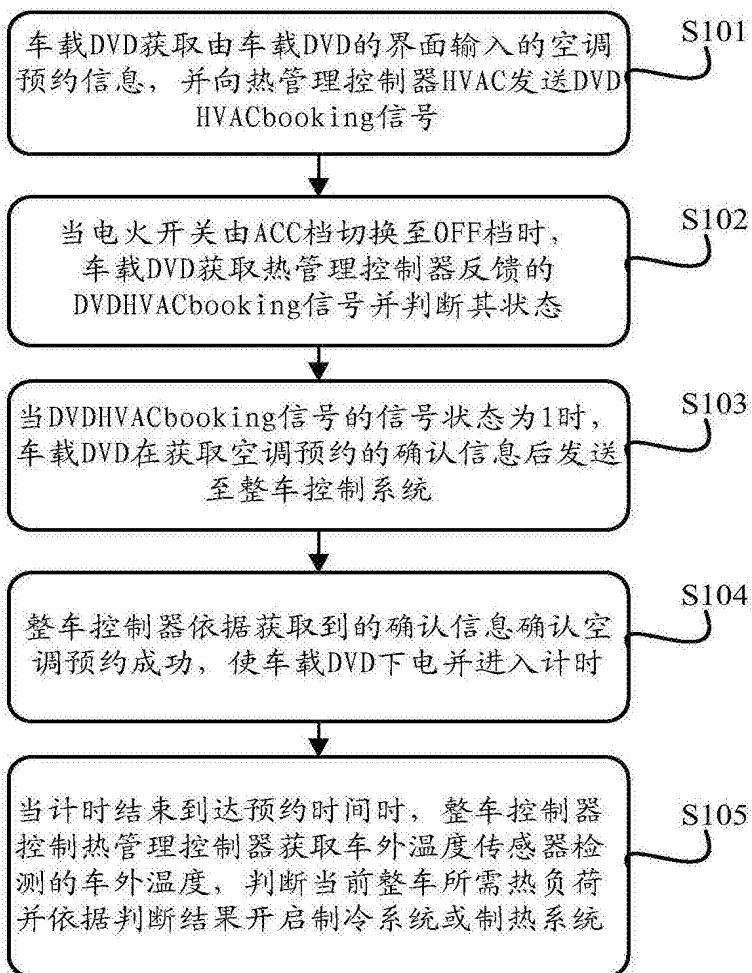 车载DVD获取由车载DVD的界面输入的空调
预约信息，并向热管理控制器HVAC发送DVD
HVACbooking信号
S101
当电火开关由ACC档切换至OFF档时，
车载DVD获取热管理控制器反馈的
DVDHVACbooking信号并判断其状态
S102
当DVDHVACbooking信号的信号状态为1时，
车载DVD在获取空调预约的确认信息后发送
至整车控制系统
S103
整车控制器依据获取到的确认信息确认空
调预约成功，使车载DVD下电并进入计时
S104
当计时结束到达预约时间时，整车控制器
控制热管理控制器获取车外温度传感器检
测的车外温度，判断当前整车所需热负荷
并依据判断结果开启制冷系统或制热系统
S105